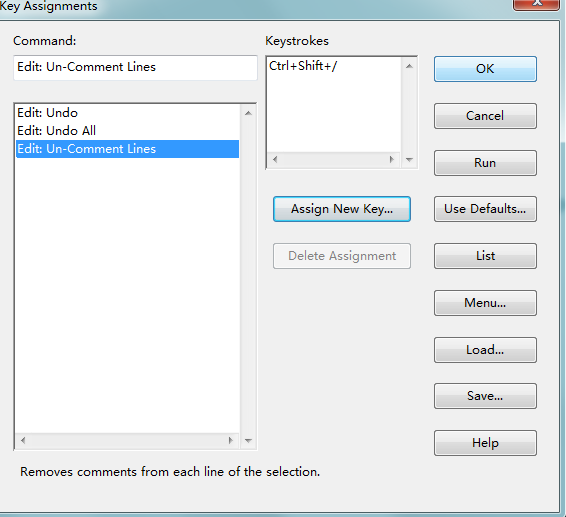 Key Assignments
Command:
Edit: Un-Comment Lines
Edit: Undo
Edit: Undo All
Edit: Un-Comment Lines
Keystrokes
Ctrl+Shift+/
Assign New Key...
Delete Assignment
OK
Cancel
Run
Use Defaults...
List
Menu...
Load...
Save...
Help
Removes comments from each line of the selection.